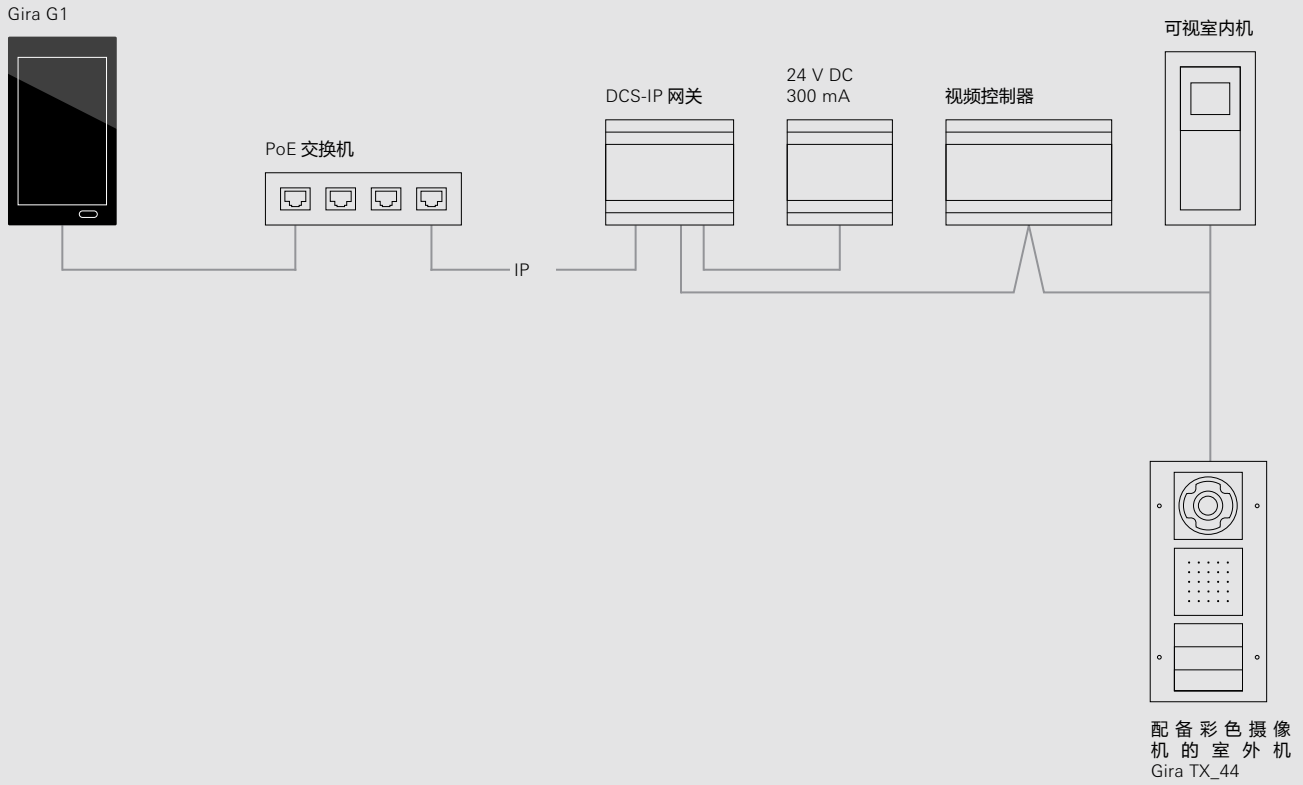 Gira G1
可视室内机
24 V DC
300 mA
DCS-IP 网关
视频控制器
PoE 交换机
IP
配备彩色摄像
机的室外机
Gira TX_44